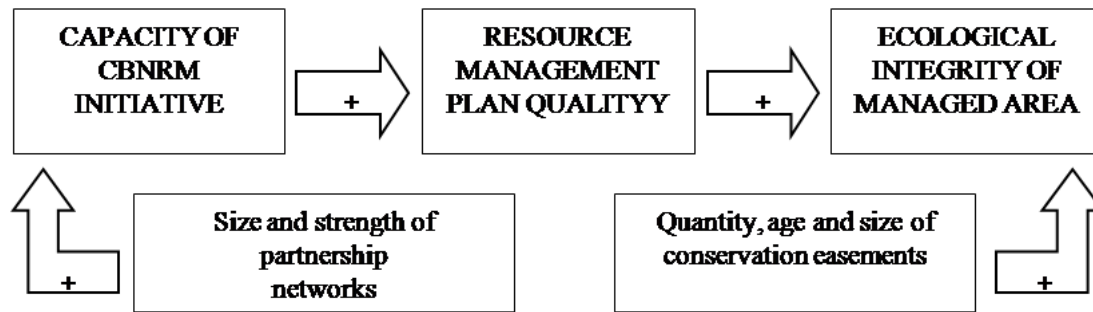 CAPACITY OF
CBNRM
INITIATIVE
+
RESOURCE
MANAGEMENT
PLAN QUALITYY
+
ECOLOGICAL
INTEGRITY OF
MANAGED AREA
+
Size and strength of
partnership
networks
Quantity, age and size of
conservation easements
+